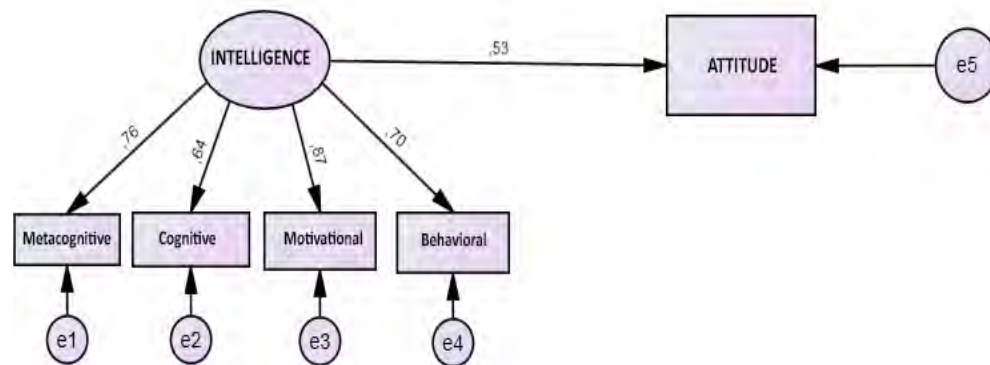 INTELLIGENCE
,53
ATTITUDE
e5
,76
,64
,87
,70
Metacognitive
Cognitive
Motivational
Behavioral
e1
e2
e3
e4